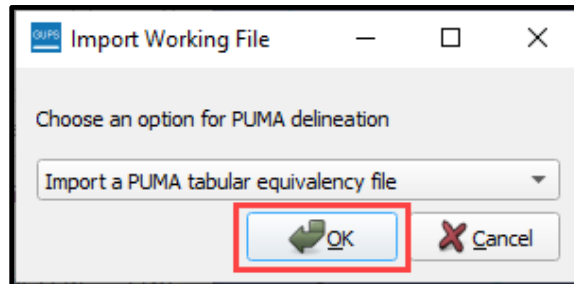 GUPS Import Working File
Choose an option for PUMA delineation
Import a PUMA tabular equivalency file
OK Cancel